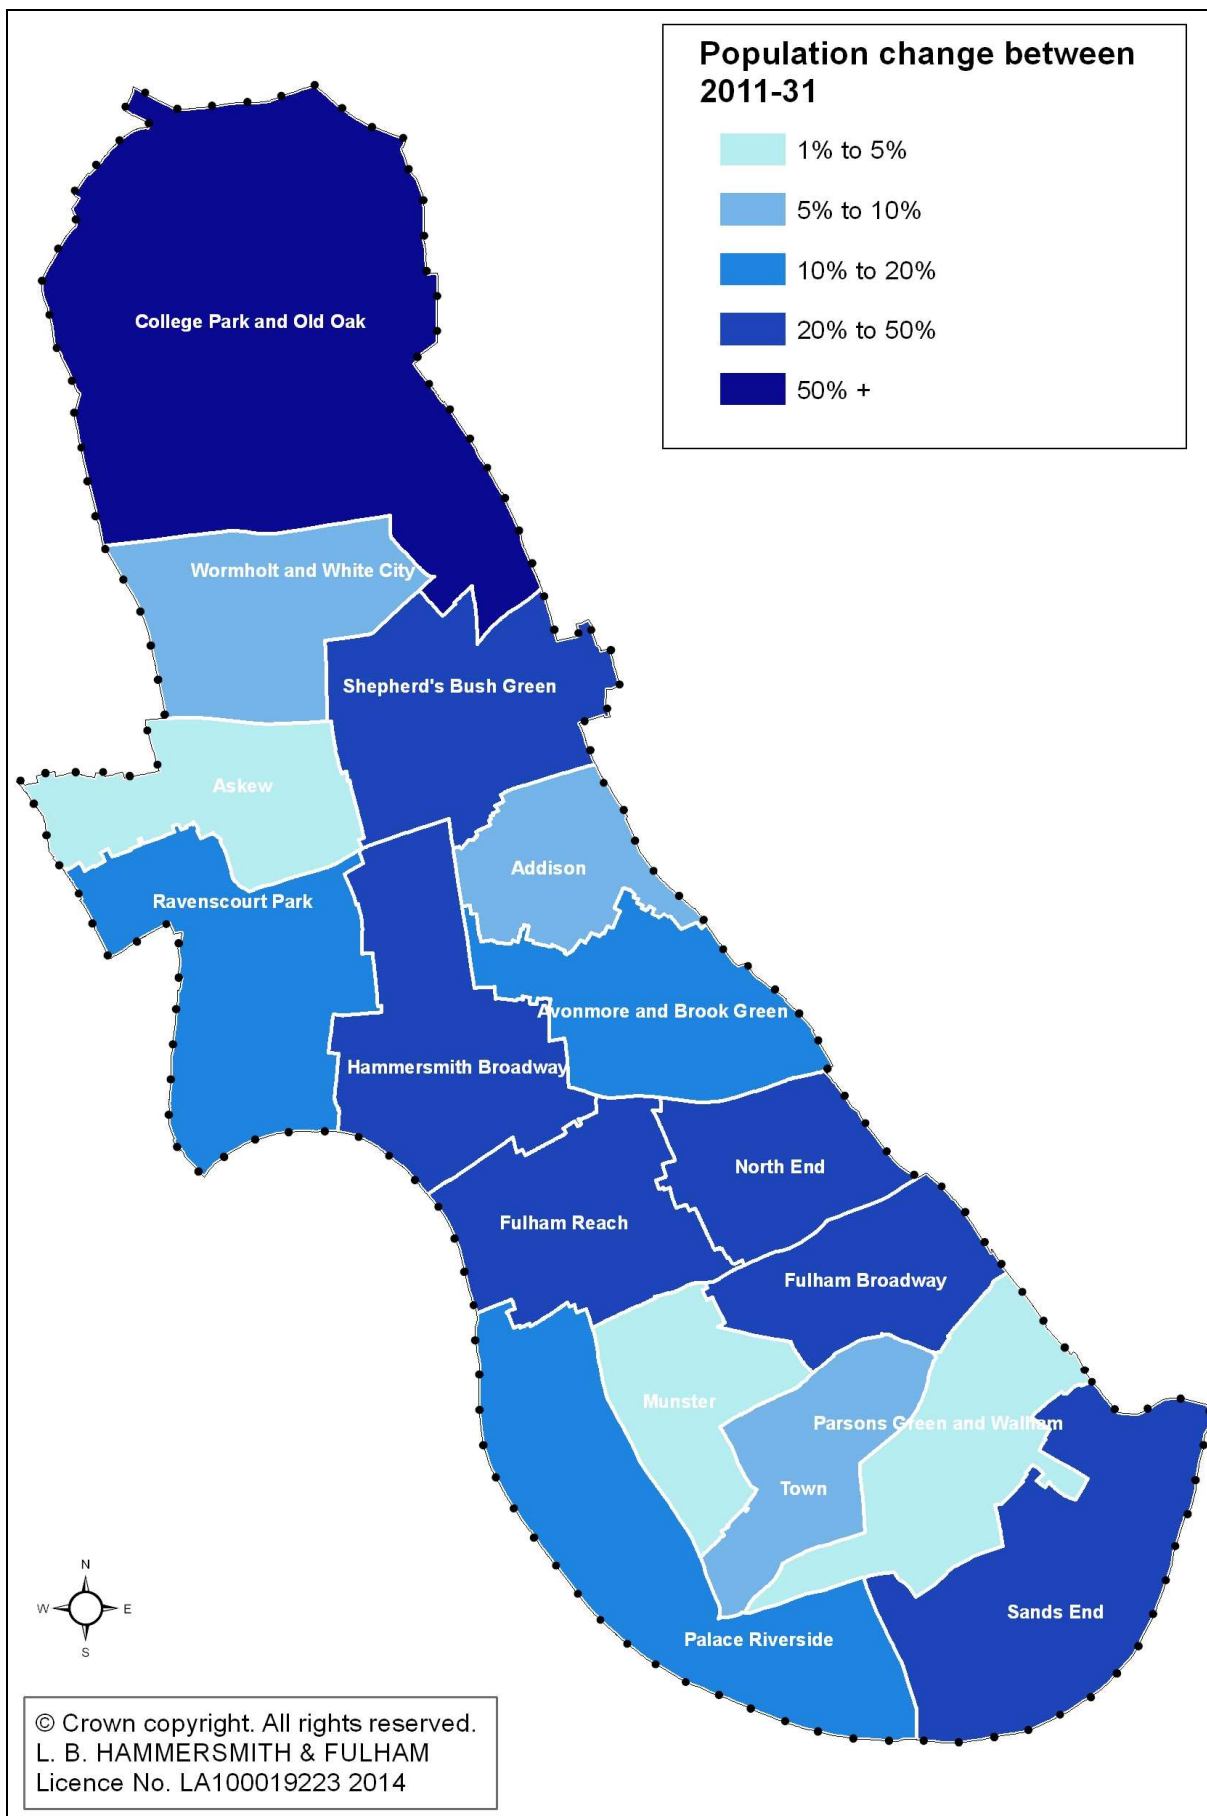 Population change between
2011-31
1% to 5%
5% to 10%
10% to 20%
20% to 50%
50% +
College Park and Old Oak
Wormholt and White City
Shepherd's Bush Green
Askew
Addison
Ravenscourt Park
Avonmore and Brook Green
Hammersmith Broadway
North End
Fulham Reach
Fulham Broadway
Munster
Parsons Green and Walham
Town
Sands End
Palace Riverside
N
W E
S
© Crown copyright. All rights reserved.
L. B. HAMMERSMITH & FULHAM
Licence No. LA100019223 2014